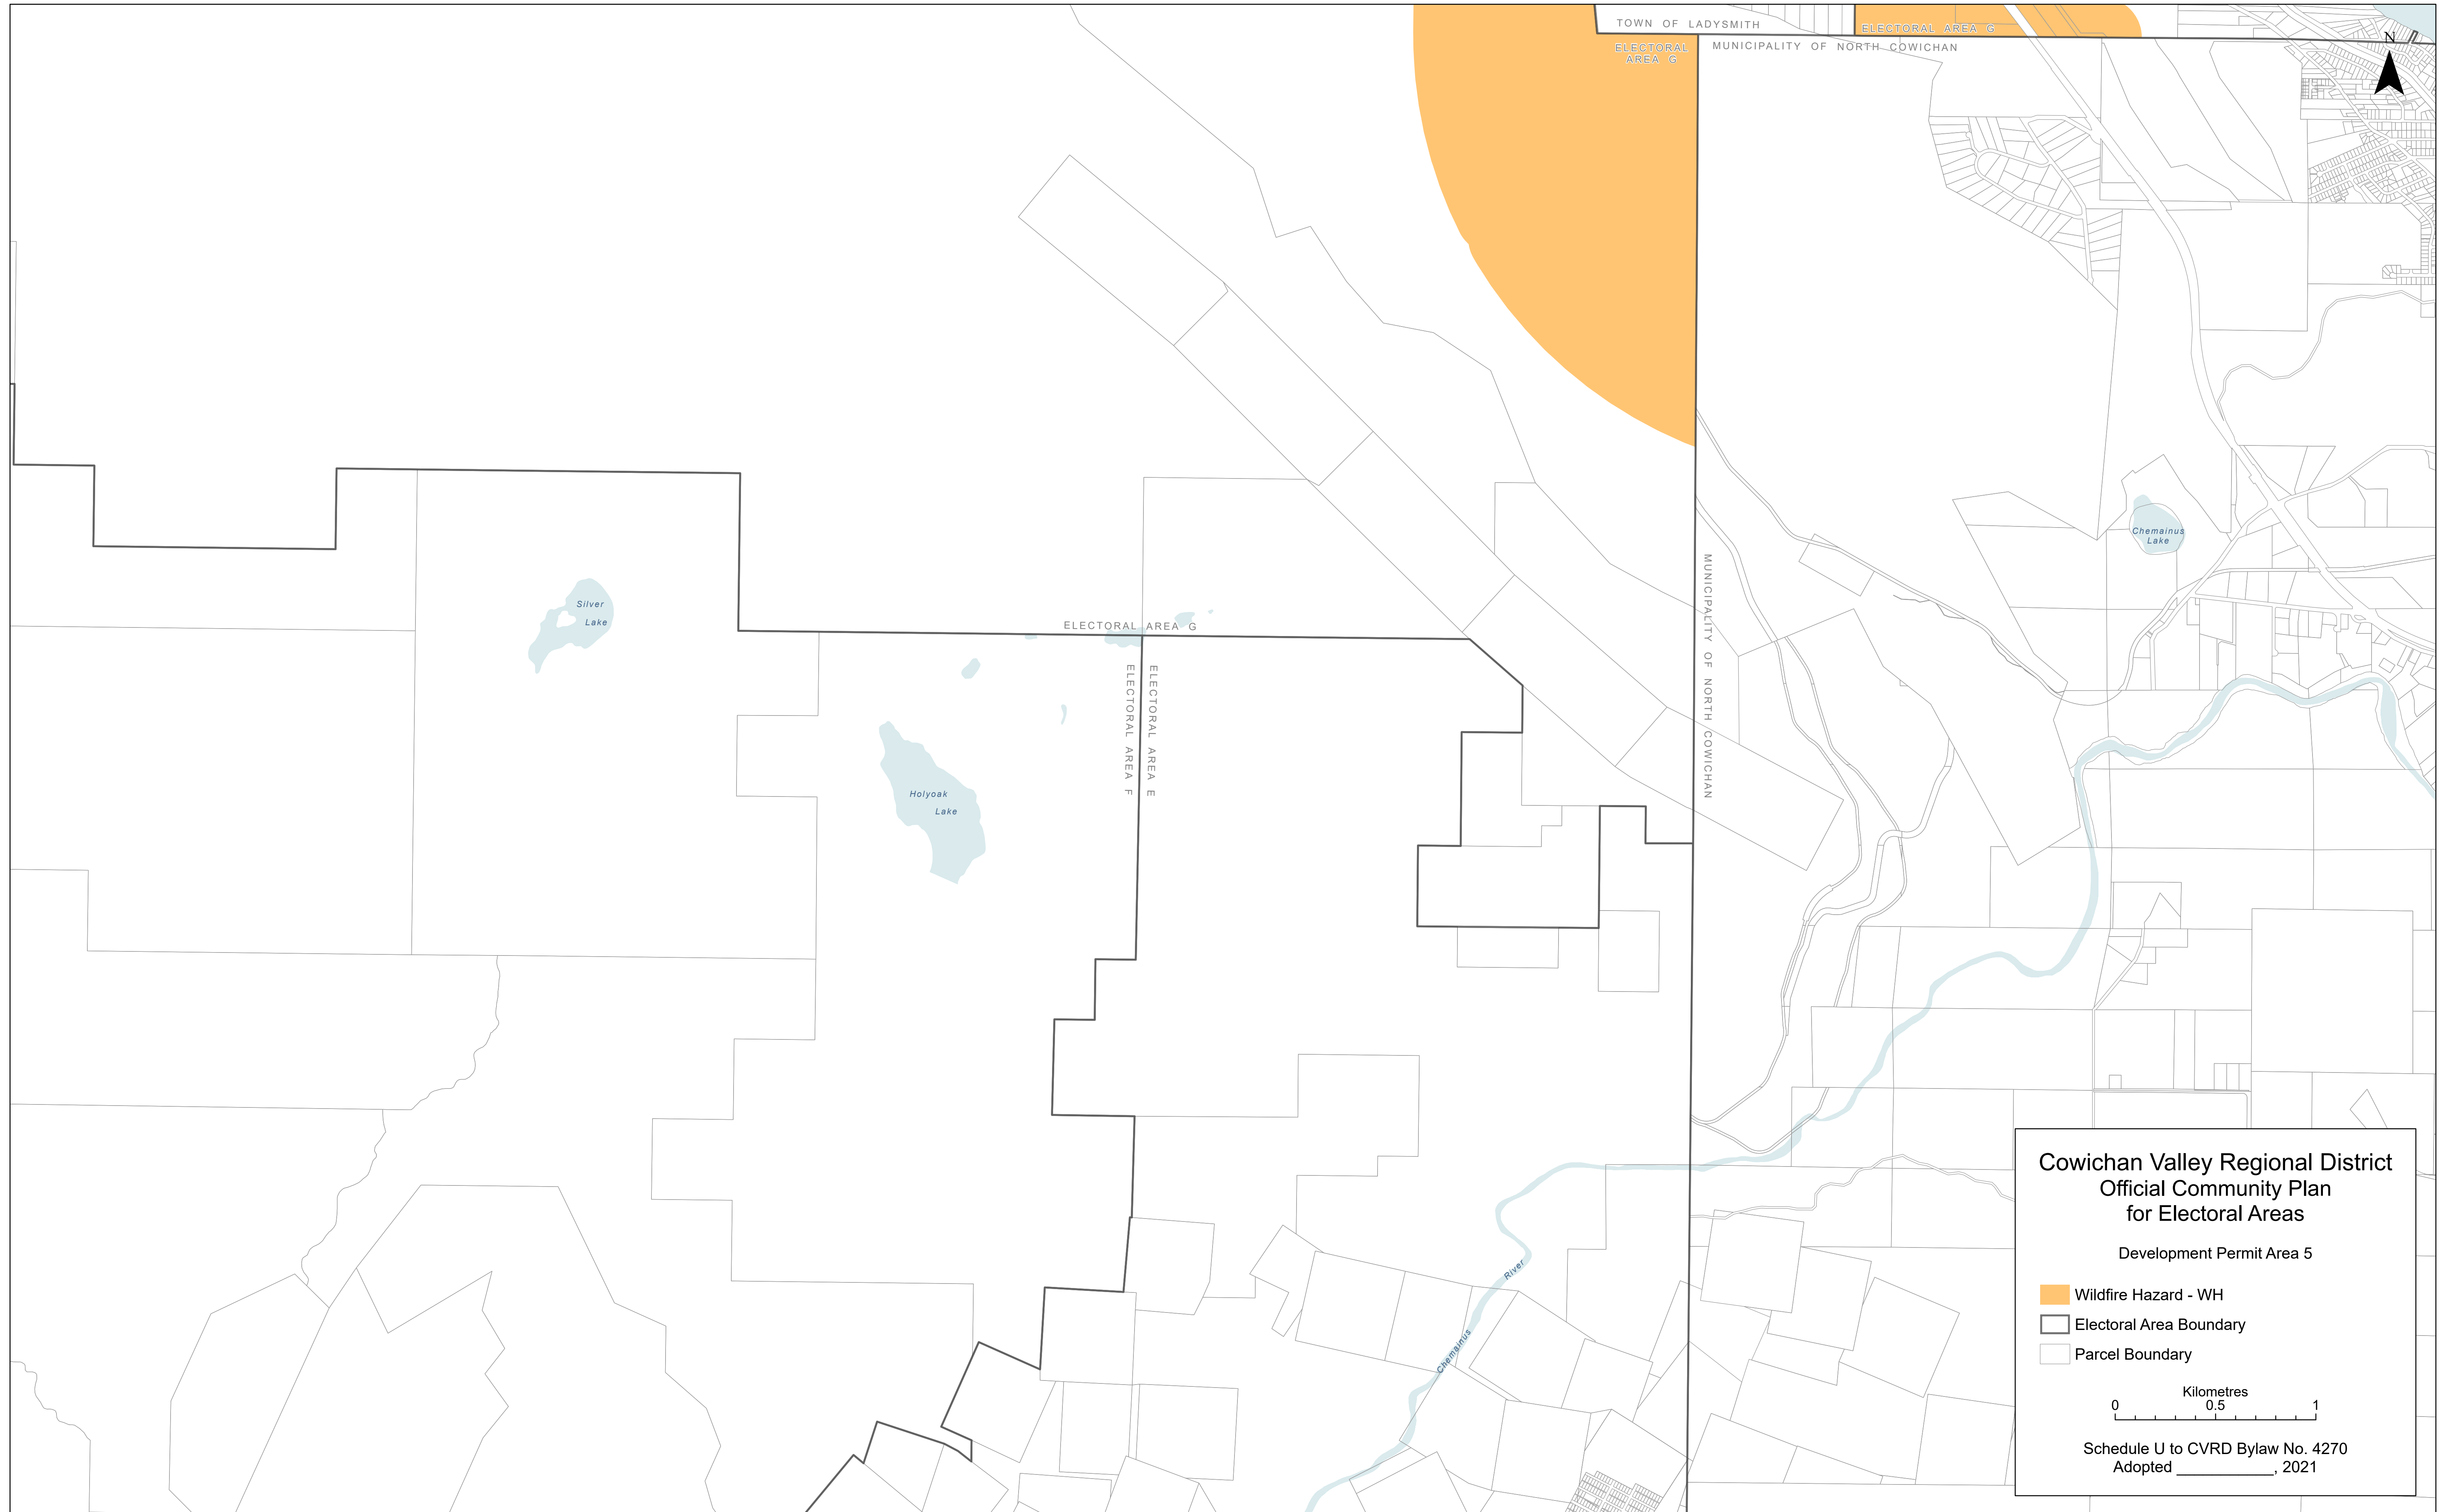 TOWN OF LADYSMITH
ELECTORAL AREA G
ELECTORAL
AREA G
MUNICIPALITY OF NORTH COWICHAN
N
Chemainus
Lake
Silver
Lake
ELECTORAL AREA G
MUNICIPALITY OF NORTH COWICHAN
ELECTORAL AREA F
ELECTORAL AREA E
Holyoak
Lake
River
Chemainus
Cowichan Valley Regional District
Official Community Plan
for Electoral Areas
Development Permit Area 5
Wildfire Hazard - WH
Electoral Area Boundary
Parcel Boundary
Kilometres
0 0.5 1
Schedule U to CVRD Bylaw No. 4270
Adopted ___________, 2021